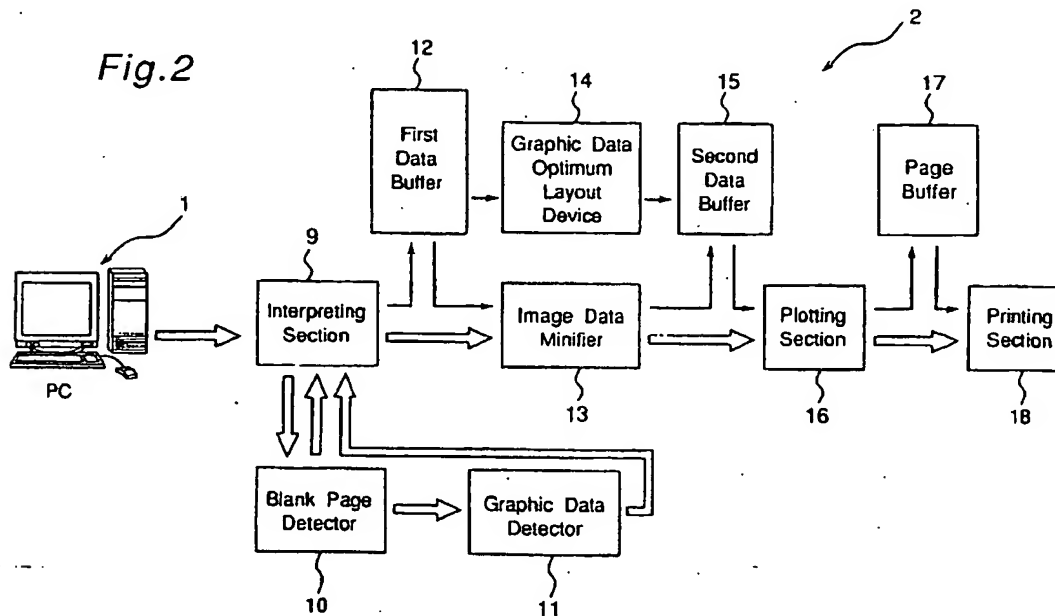 Fig.2
2
12
First
Data
Buffer
14
Graphic Data
Optimum
Layout
Device
15
Second
Data
Buffer
17
Page
Buffer
1
PC
9
Interpreting
Section
Image Data
Minifier
13
Plotting
Section
16
Printing
Section
18
Blank Page
Detector
10
Graphic Data
Detector
11